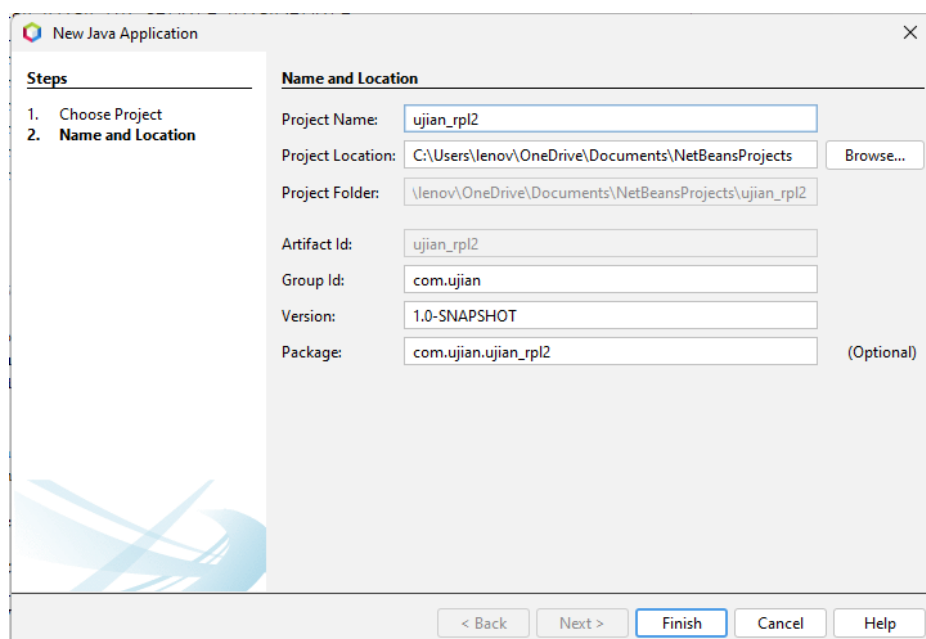 New Java Application
Steps
1. Choose Project
2. Name and Location
Name and Location
Project Name: ujian_rpl2
Project Location: C:\Users\lenov\OneDrive\Documents\NetBeansProjects Browse...
Project Folder: \lenov\OneDrive\Documents\NetBeansProjects\ujian_rpl2
Artifact Id: ujian_rpl2
Group Id: com.ujian
Version: 1.0-SNAPSHOT
Package: com.ujian.ujian_rpl2 (Optional)
< Back Next > Finish Cancel Help